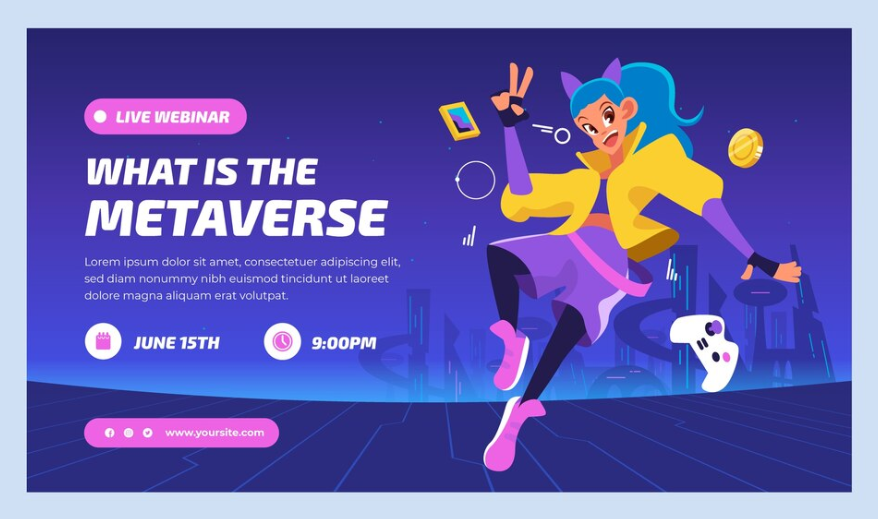 LIVE WEBINAR
WHAT IS THE
METAVERSE
Lorem ipsum dolor sit amet, consectetuer adipiscing elit,
sed diam nonummy nibh euismod tincidunt ut laoreet
dolore magna aliquam erat volutpat.
JUNE 15TH
9:00PM
www.yoursite.com